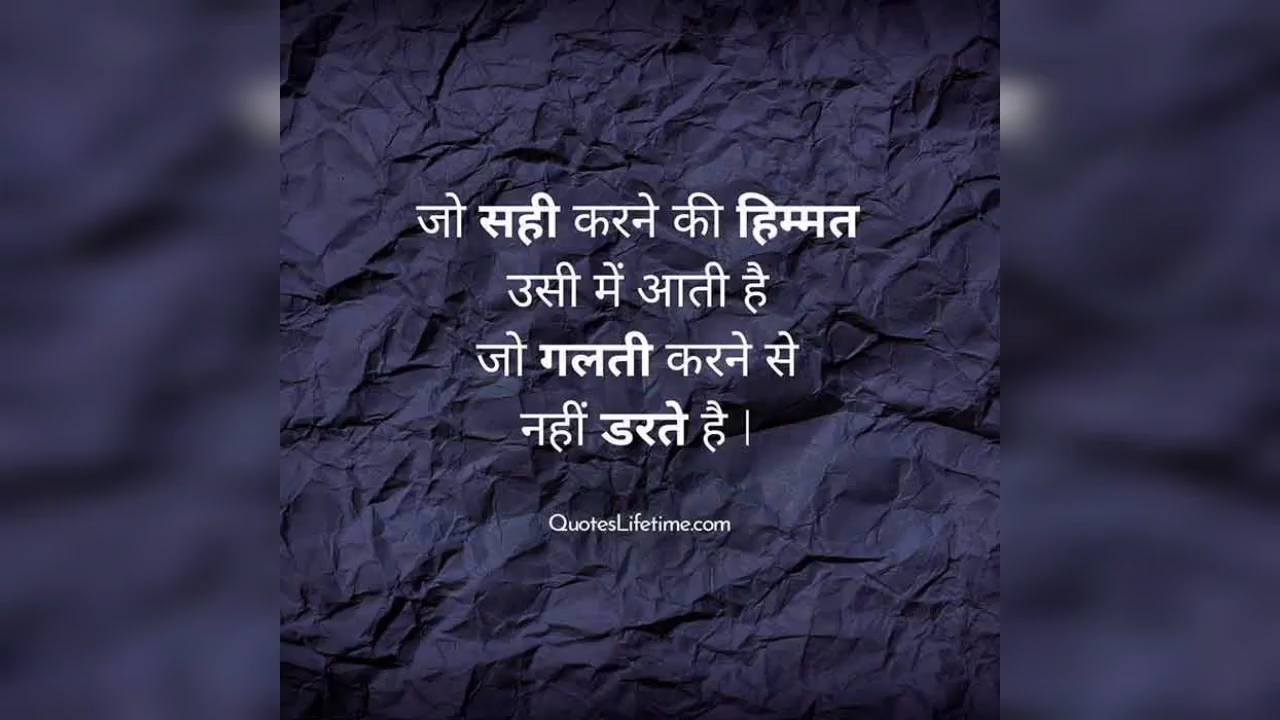 जो सही करने की हिम्मत
उसी में आती है
जो गलती करने से
नहीं डरते है |
QuotesLifetime.com